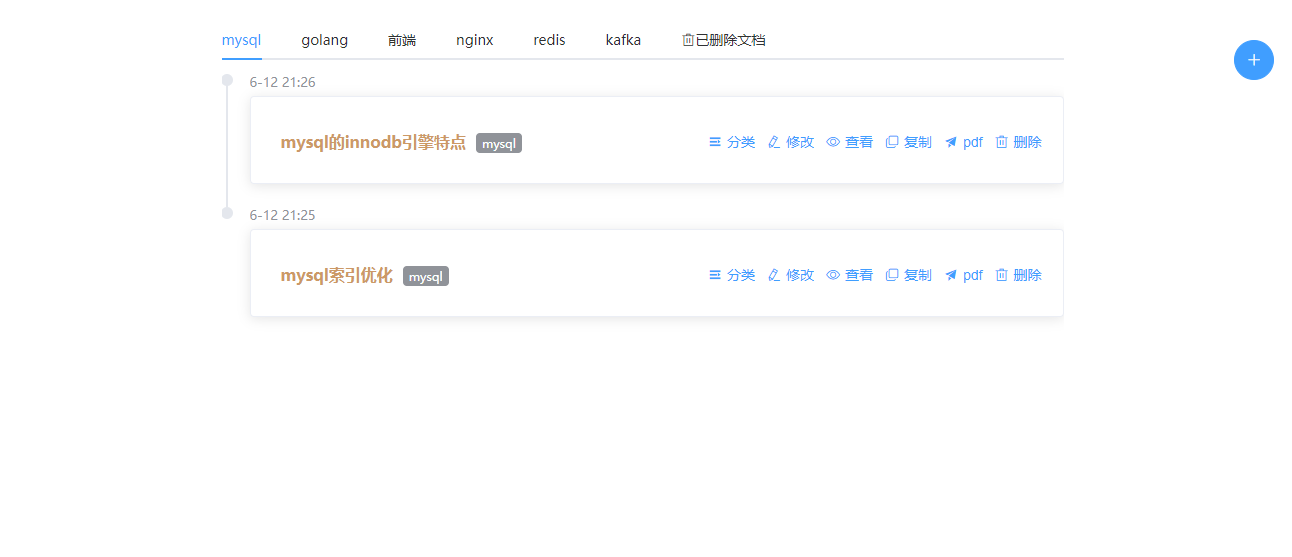 mysql golang 前端 nginx redis kafka 已删除文档
6-12 21:26
mysql的innodb引擎特点 mysql 分类 修改 查看 复制 pdf 删除
6-12 21:25
mysql索引优化 mysql 分类 修改 查看 复制 pdf 删除